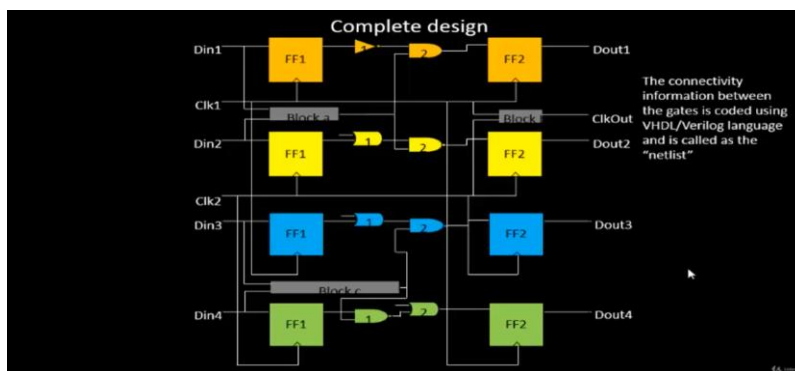 Complete design
Din1
FF1
1
2
FF2
Dout1
The connectivity
information between
the gates is coded using
VHDL/Verilog language
and is called as the
"netlist"
Clk1
Block a
Block
ClkOut
Din2
FF1
1
2
FF2
Dout2
Clk2
Din3
FF1
1
2
FF2
Dout3
Block c
Din4
FF1
1
2
FF2
Dout4